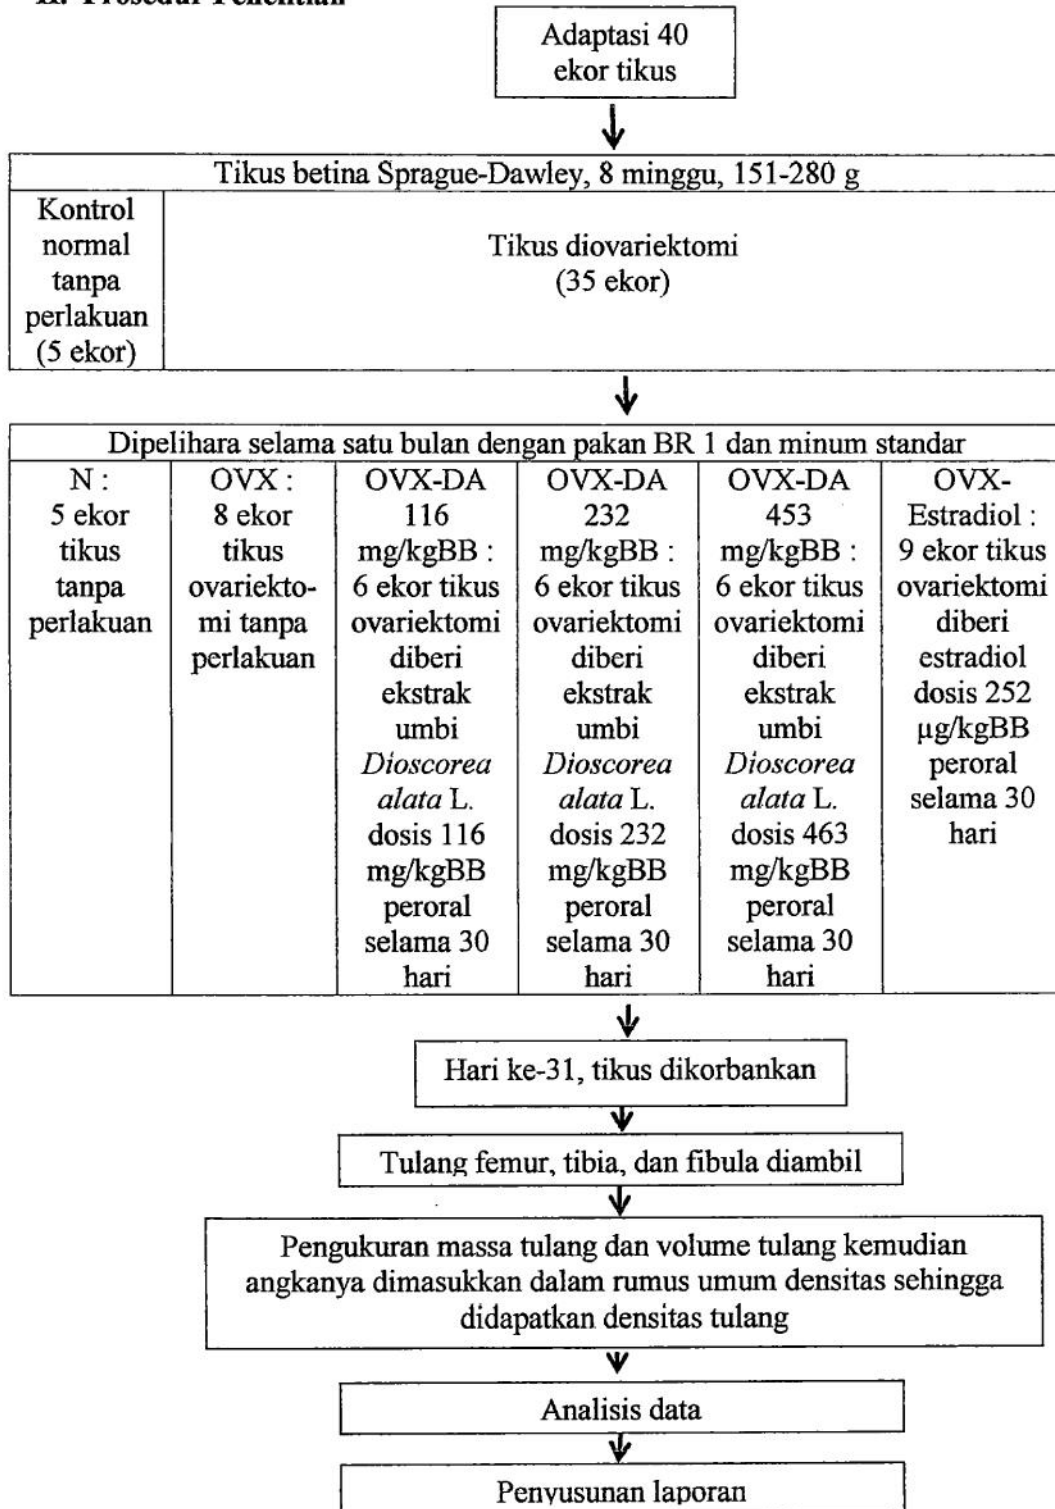 H. Prosedur Penelitian
Adaptasi 40
ekor tikus
Tikus betina Sprague-Dawley, 8 minggu, 151-280 g
Kontrol
normal
tanpa
perlakuan
(5 ekor)
Tikus diovariektomi
(35 ekor)
Dipelihara selama satu bulan dengan pakan BR 1 dan minum standar
N :
5 ekor
tikus
tanpa
perlakuan
OVX :
8 ekor
tikus
ovariekto-
mi tanpa
perlakuan
OVX-DA
116
mg/kgBB :
6 ekor tikus
ovariektomi
diberi
ekstrak
umbi
Dioscorea
alata L.
dosis 116
mg/kgBB
peroral
selama 30
hari
OVX-DA
232
mg/kgBB :
6 ekor tikus
ovariektomi
diberi
ekstrak
umbi
Dioscorea
alata L.
dosis 232
mg/kgBB
peroral
selama 30
hari
OVX-DA
453
mg/kgBB :
6 ekor tikus
ovariektomi
diberi
ekstrak
umbi
Dioscorea
alata L.
dosis 463
mg/kgBB
peroral
selama 30
hari
OVX-
Estradiol :
9 ekor tikus
ovariektomi
diberi
estradiol
dosis 252
µg/kgBB
peroral
selama 30
hari
Hari ke-31, tikus dikorbankan
Tulang femur, tibia, dan fibula diambil
Pengukuran massa tulang dan volume tulang kemudian
angkanya dimasukkan dalam rumus umum densitas sehingga
didapatkan densitas tulang
Analisis data
Penyusunan laporan